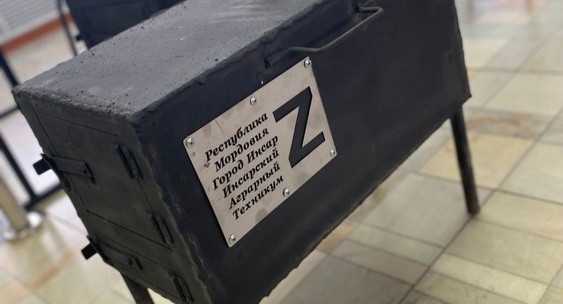 Республика
Мордовия
Город Инсар
Инсарский
Аграрный
Техникум
Z